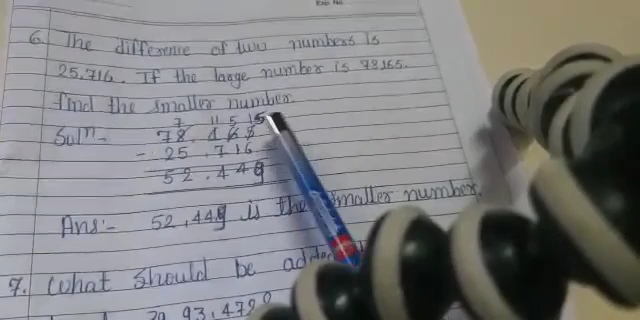 6. The difference of two numbers is
25.716. If the large number is 78.165.
find the smaller number.
7 11 5 15
Solⁿ- 78.165
- 25.716
52.449
Ans:- 52.449 is the smaller number.
7. What should be added
93.478